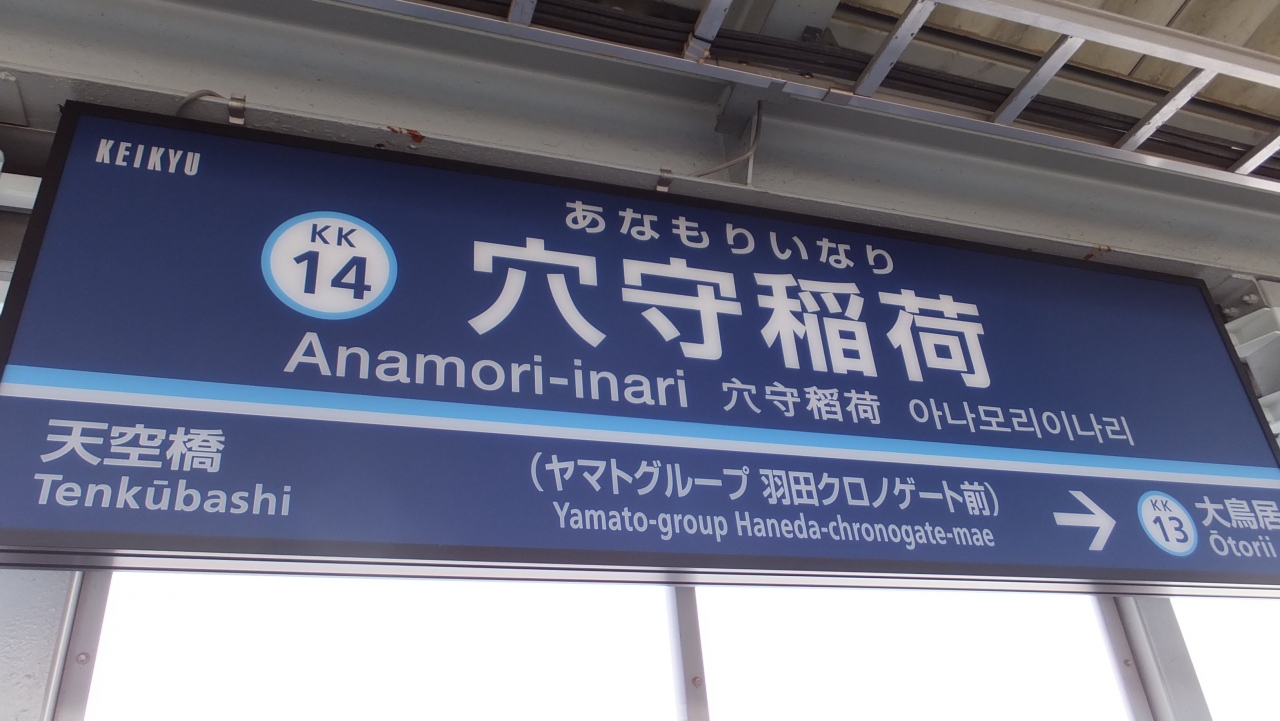 KEIKYU
KK
14
あなもりいなり
穴守稲荷
Anamori-inari 穴守稻荷 아나모리이나리
天空橋
Tenkūbashi
(ヤマトグループ 羽田クロノゲート前)
Yamato-group Haneda-chronogate-mae
→
KK
13
大鳥居
Ōtorii